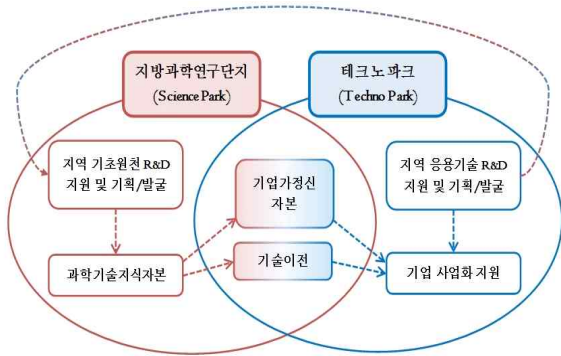 지방과학연구단지
(Science Park)
테크노파크
(Techno Park)
지역 기초원천 R&D
지원 및 기획/발굴
기업가정신
자본
지역 응용기술 R&D
지원 및 기획/발굴
과학기술지식자본
기술이전
기업 사업화 지원